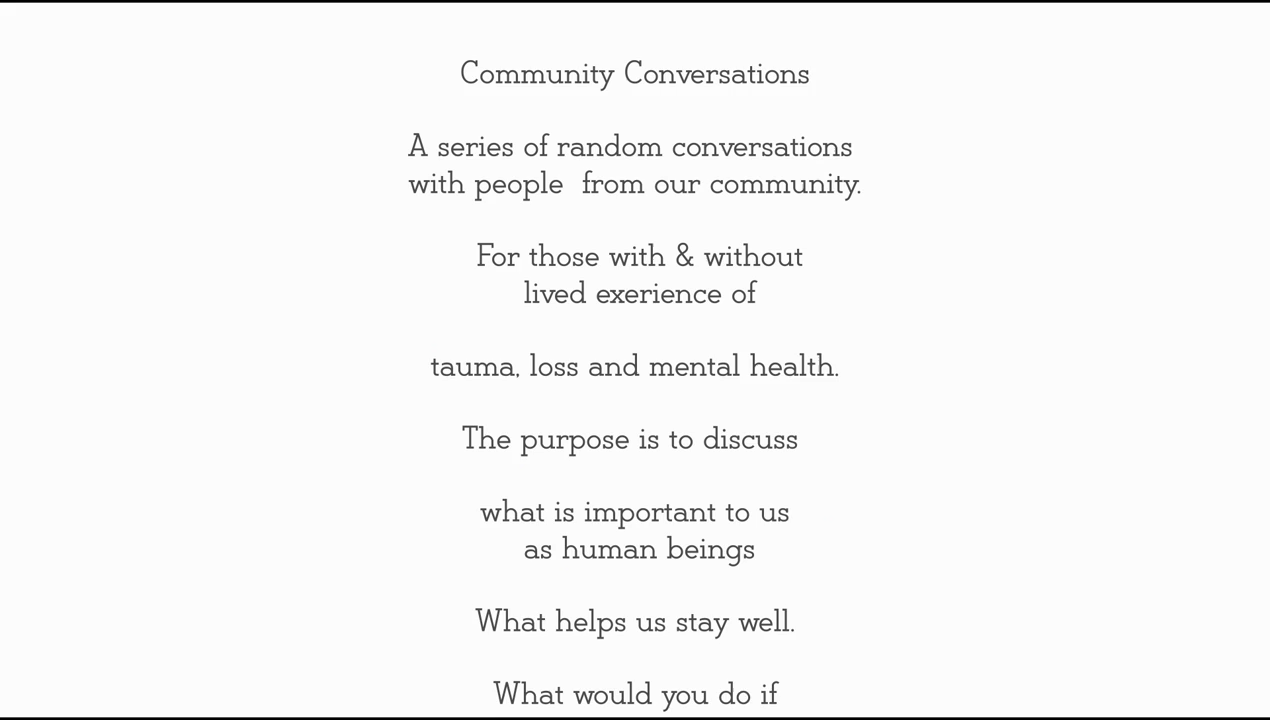 Community Conversations
A series of random conversations
with people  from our community.
For those with & without
lived exerience of
tauma, loss and mental health.
The purpose is to discuss
what is important to us
as human beings
What helps us stay well.
What would you do if